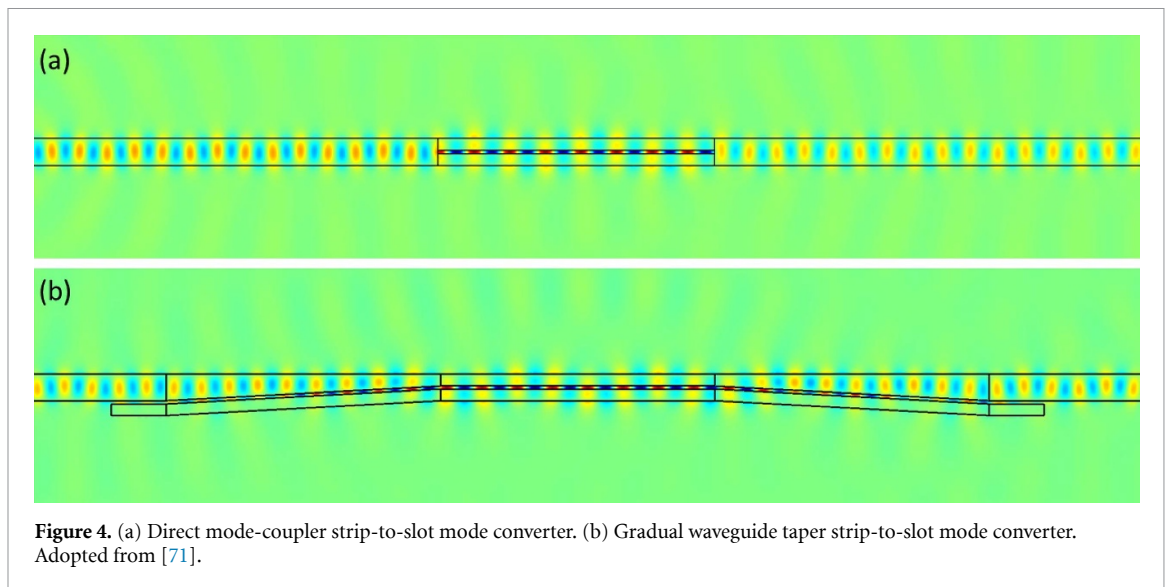 (a)
(b)
Figure 4. (a) Direct mode-coupler strip-to-slot mode converter. (b) Gradual waveguide taper strip-to-slot mode converter.
Adopted from [71].